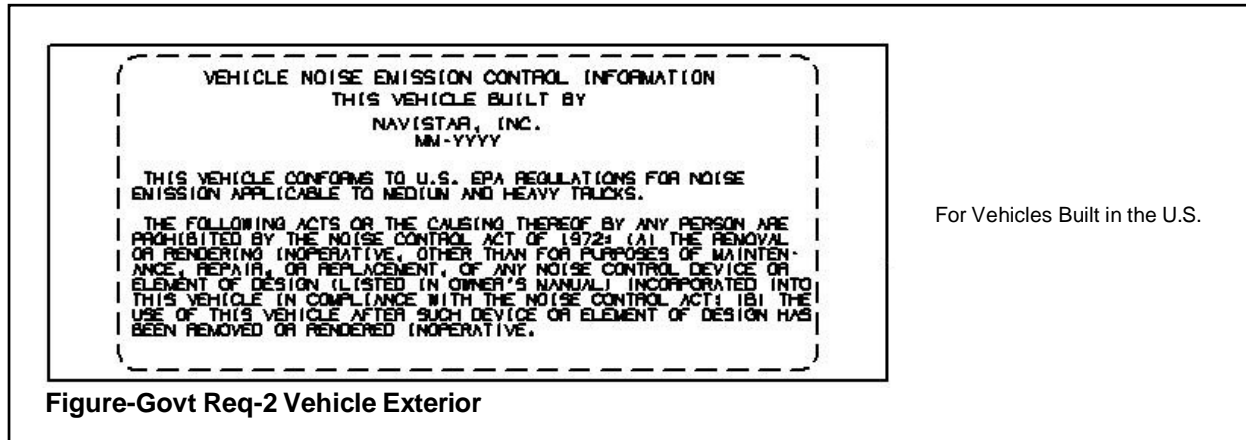 VEHICLE NOISE EMISSION CONTROL INFORMATION
THIS VEHICLE BUILT BY
NAVISTAR, INC.
MM-YYYY
THIS VEHICLE CONFORMS TO U.S. EPA REGULATIONS FOR NOISE
EMISSION APPLICABLE TO MEDIUM AND HEAVY TRUCKS.
THE FOLLOWING ACTS OR THE CAUSING THEREOF BY ANY PERSON ARE
PROHIBITED BY THE NOISE CONTROL ACT OF 1972: (A) THE REMOVAL
OR RENDERING INOPERATIVE, OTHER THAN FOR PURPOSES OF MAINTEN-
ANCE, REPAIR, OR REPLACEMENT, OF ANY NOISE CONTROL DEVICE OR
ELEMENT OF DESIGN (LISTED IN OWNER'S MANUAL) INCORPORATED INTO
THIS VEHICLE IN COMPLIANCE WITH THE NOISE CONTROL ACT; (B) THE
USE OF THIS VEHICLE AFTER SUCH DEVICE OR ELEMENT OF DESIGN HAS
BEEN REMOVED OR RENDERED INOPERATIVE.
For Vehicles Built in the U.S.
Figure-Govt Req-2 Vehicle Exterior